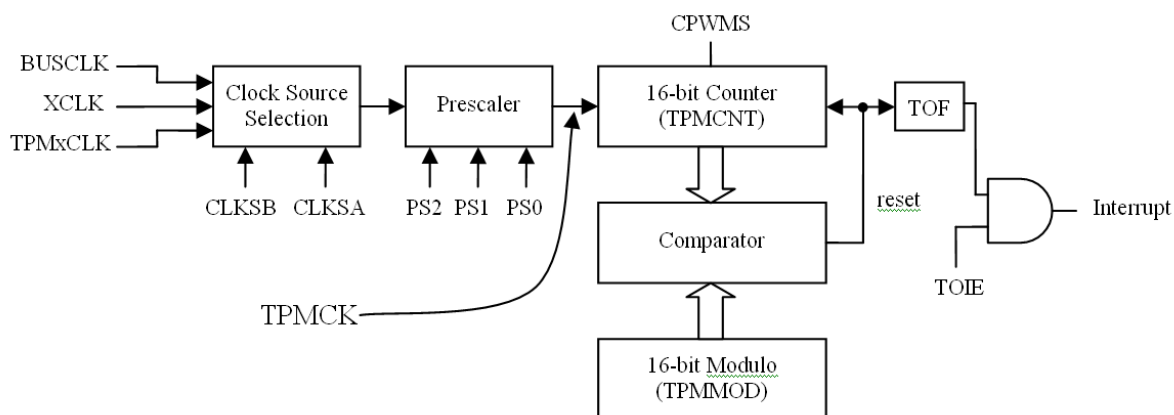 CPWMS
BUSCLK
XCLK
TPMxCLK
Clock Source
Selection
Prescaler
16-bit Counter
(TPMCNT)
TOF
CLKSB
CLKSA
PS2
PS1
PS0
reset
Interrupt
Comparator
TOIE
TPMCK
16-bit Modulo
(TPMMOD)